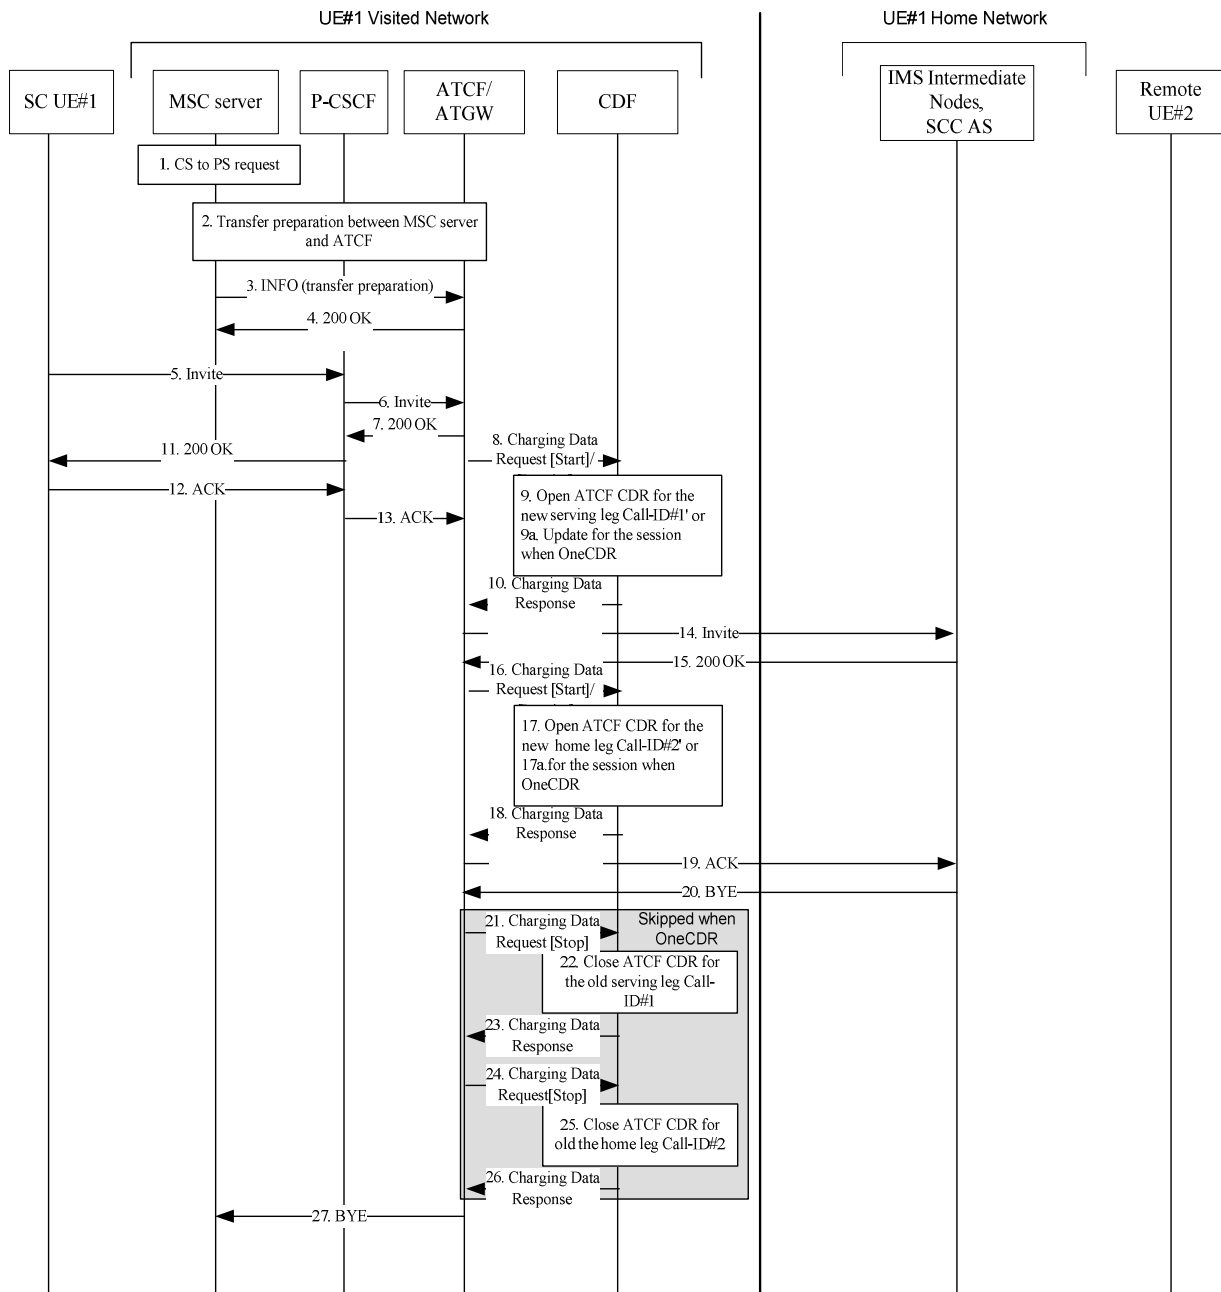 UE#1 Visited Network
UE#1 Home Network
SC UE#1
MSC server
P-CSCF
ATCF/
ATGW
CDF
IMS Intermediate
Nodes,
SCC AS
Remote
UE#2
1. CS to PS request
2. Transfer preparation between MSC server
and ATCF
3. INFO (transfer preparation)
4. 200 OK
5. Invite
6. Invite
7. 200 OK
8. Charging Data
Request [Start]/
11. 200 OK
12. ACK
13. ACK
9. Open ATCF CDR for the
new serving leg Call-ID#1' or
9a. Update for the session
when OneCDR
10. Charging Data
Response
14. Invite
15. 200 OK
16. Charging Data
Request [Start]/
17. Open ATCF CDR for the
new home leg Call-ID#2' or
17a.for the session when
OneCDR
18. Charging Data
Response
19. ACK
20. BYE
21. Charging Data
Request [Stop]
Skipped when
OneCDR
22. Close ATCF CDR for
the old serving leg Call-
ID#1
23. Charging Data
Response
24. Charging Data
Request[Stop]
25. Close ATCF CDR for
old the home leg Call-ID#2
26. Charging Data
Response
27. BYE